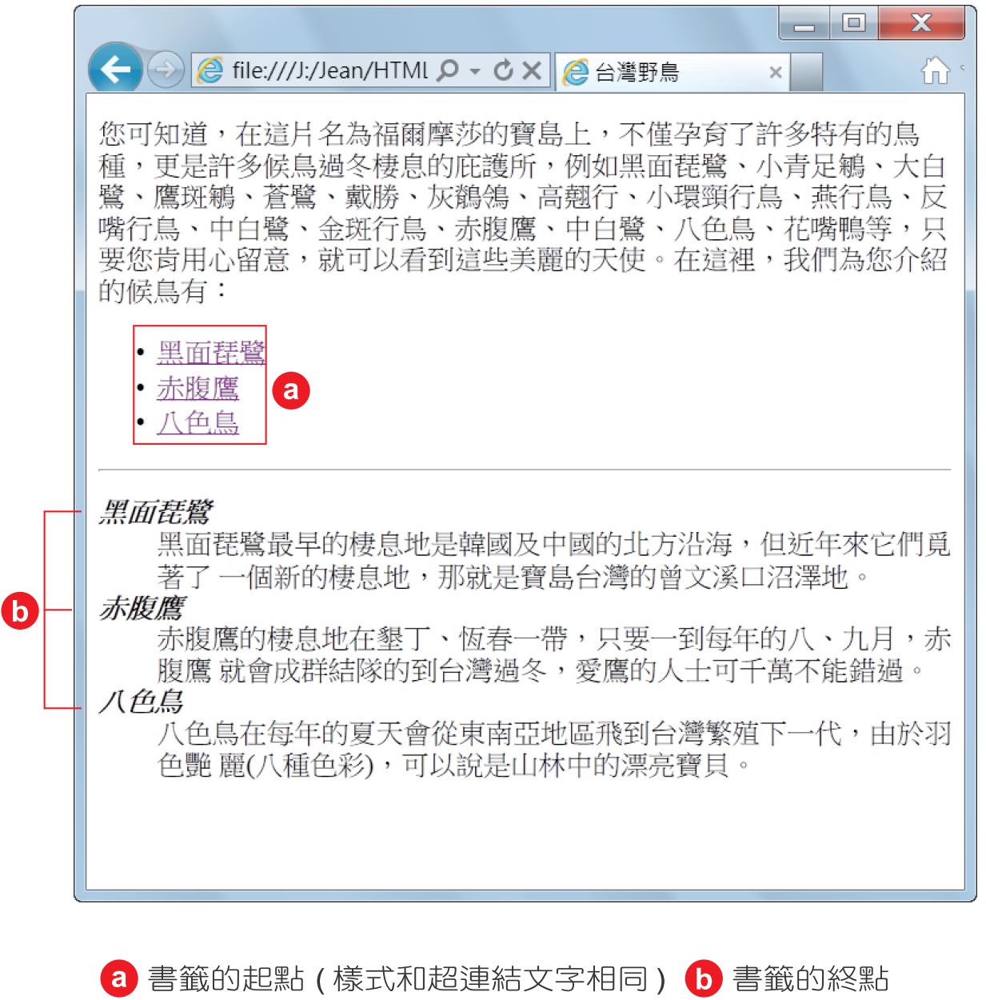 file:///J:/Jean/HTML
台灣野鳥
您可知道，在這片名為福爾摩莎的寶島上，不僅孕育了許多特有的鳥
種，更是許多候鳥過冬棲息的庇護所，例如黑面琵鷺、小青足鷸、大白
鷺、鷹斑鷸、蒼鷺、戴勝、灰鶺鴒、高翹行、小環頸行鳥、燕行鳥、反
嘴行鳥、中白鷺、金斑行鳥、赤腹鷹、中白鷺、八色鳥、花嘴鴨等，只
要您肯用心留意，就可以看到這些美麗的天使。在這裡，我們為您介紹
的候鳥有：
• 黑面琵鷺
• 赤腹鷹
• 八色鳥
a
黑面琵鷺
黑面琵鷺最早的棲息地是韓國及中國的北方沿海，但近年來它們覓
著了 一個新的棲息地，那就是寶島台灣的曾文溪口沼澤地。
b
赤腹鷹
赤腹鷹的棲息地在墾丁、恆春一帶，只要一到每年的八、九月，赤
腹鷹 就會成群結隊的到台灣過冬，愛鷹的人士可千萬不能錯過。
八色鳥
八色鳥在每年的夏天會從東南亞地區飛到台灣繁殖下一代，由於羽
色艷 麗(八種色彩)，可以說是山林中的漂亮寶貝。
a 書籤的起點 ( 樣式和超連結文字相同 ) b 書籤的終點